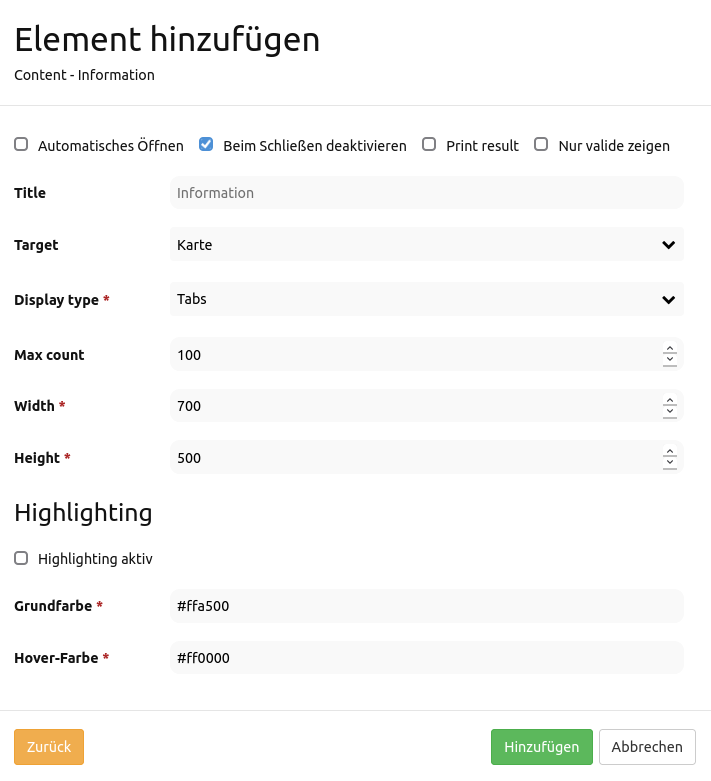 Element hinzufügen
Content - Information
Automatisches Öffnen Beim Schließen deaktivieren Print result Nur valide zeigen
Title Information
Target Karte
Display type * Tabs
Max count 100
Width * 700
Height * 500
Highlighting
Highlighting aktiv
Grundfarbe * #ffa500
Hover-Farbe * #ff0000
Zurück Hinzufügen Abbrechen